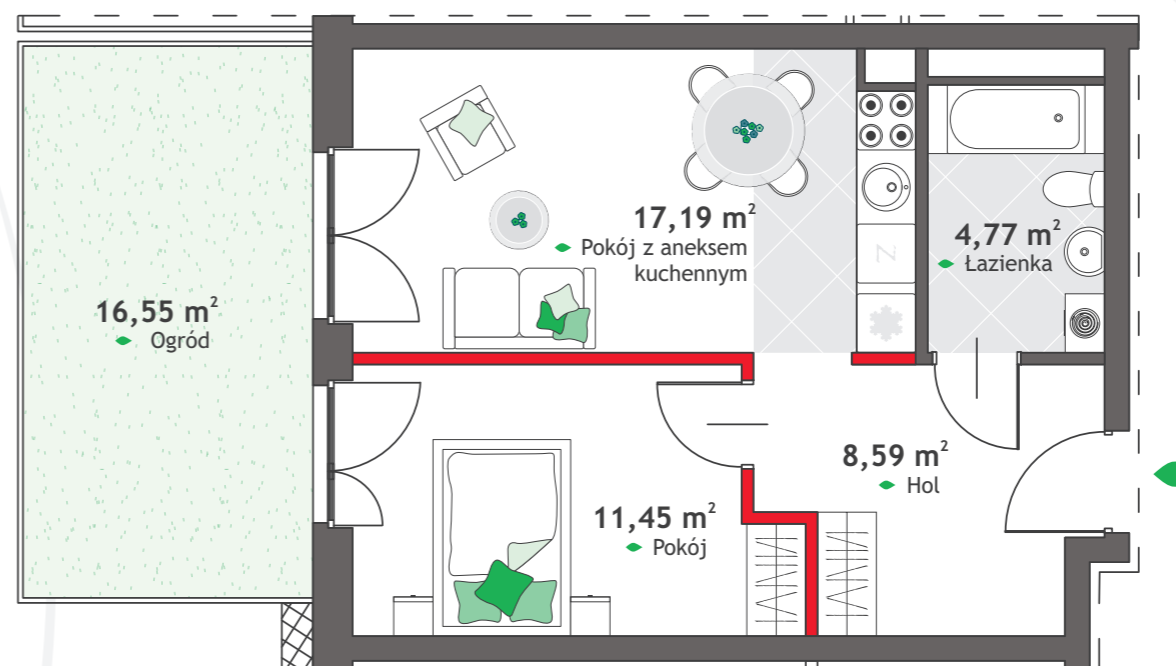 17,19 m²
Pokój z aneksem
kuchennym
4,77 m²
Łazienka
16,55 m²
Ogród
8,59 m²
Hol
11,45 m²
Pokój
Z